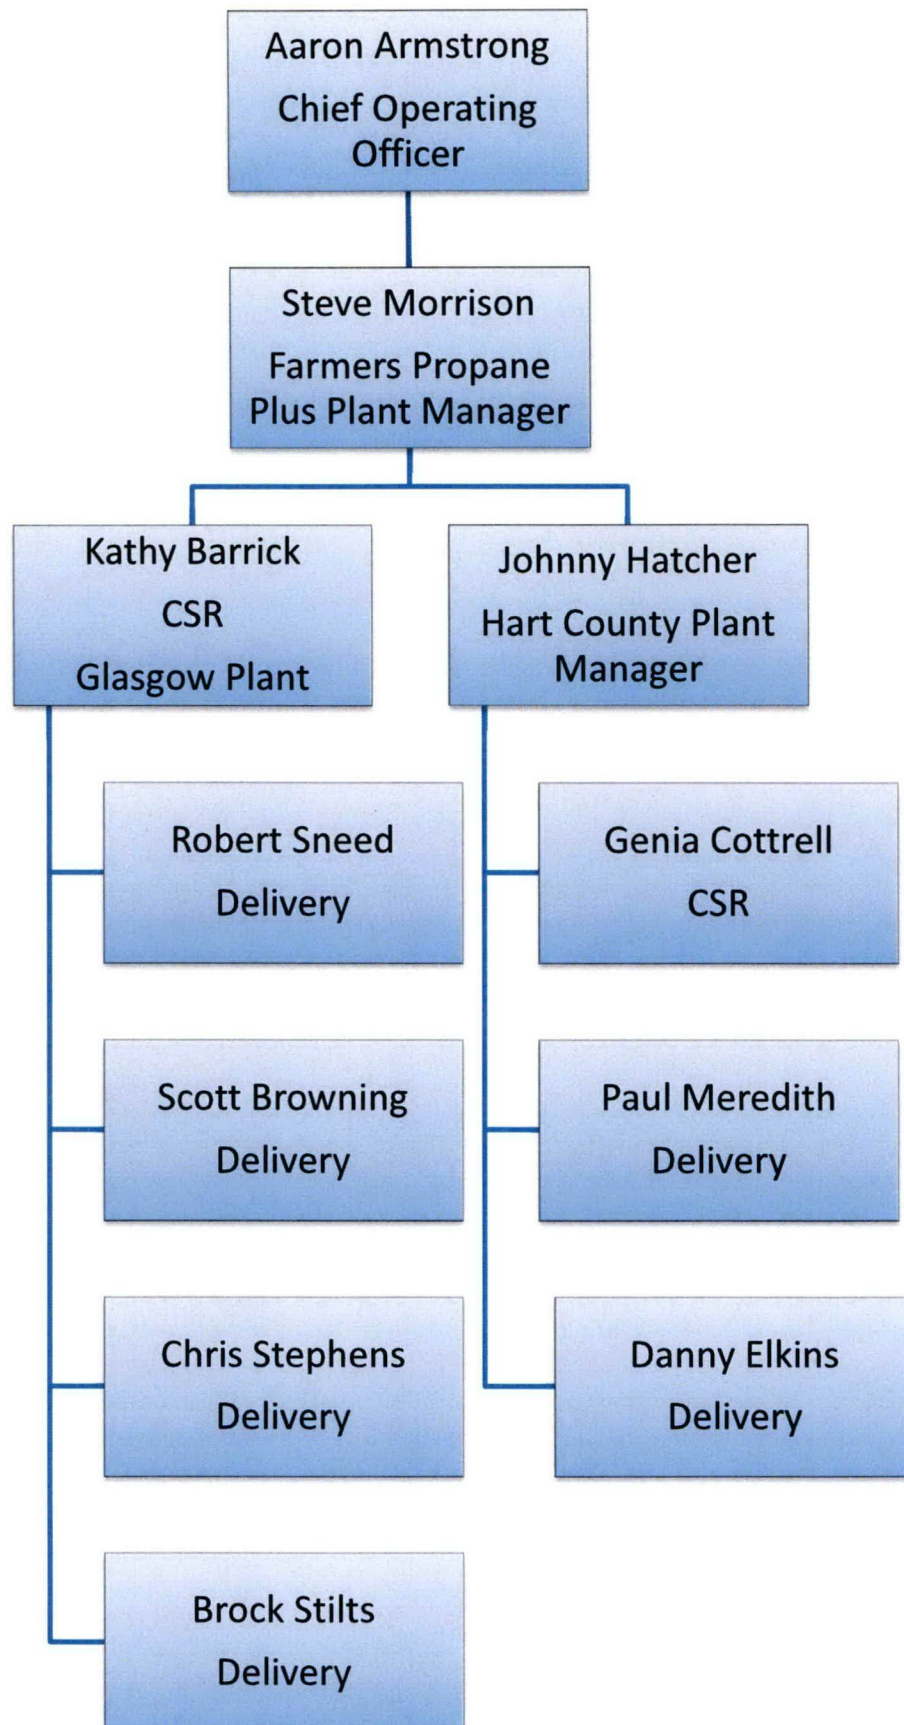 Aaron Armstrong
Chief Operating
Officer
Steve Morrison
Farmers Propane
Plus Plant Manager
Kathy Barrick
CSR
Glasgow Plant
Johnny Hatcher
Hart County Plant
Manager
Robert Sneed
Delivery
Genia Cottrell
CSR
Scott Browning
Delivery
Paul Meredith
Delivery
Chris Stephens
Delivery
Danny Elkins
Delivery
Brock Stilts
Delivery